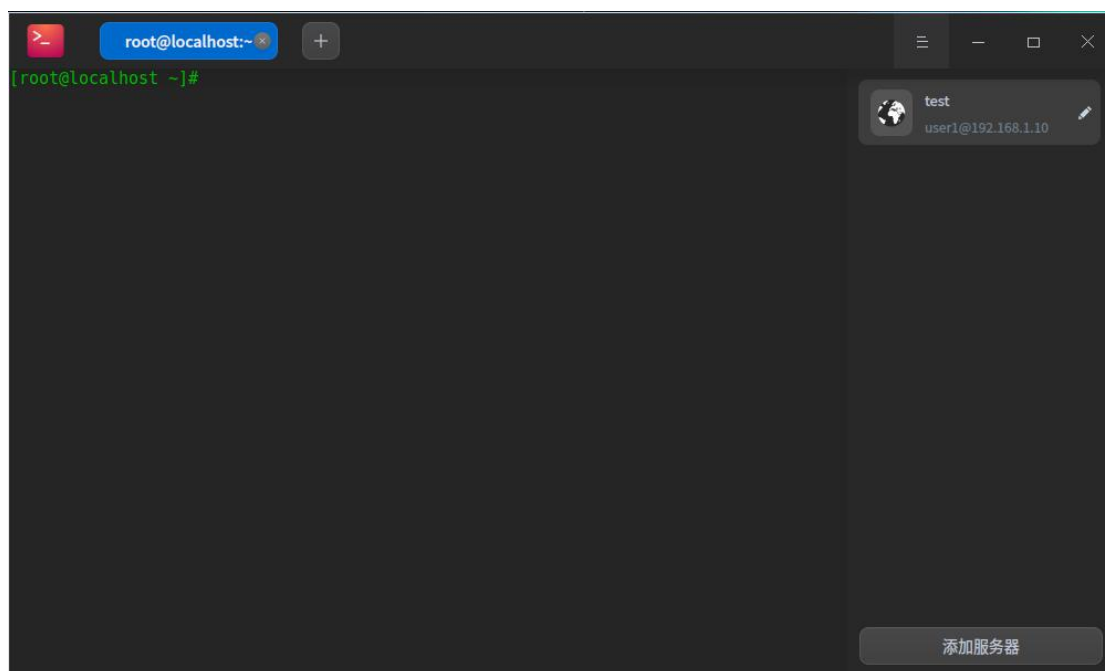 root@localhost:~
[root@localhost ~]#
test
user1@192.168.1.10
添加服务器